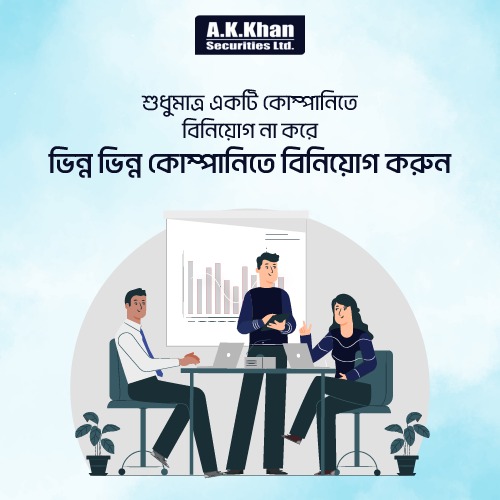 A.K.Khan
Securities Ltd.
শুধুমাত্র একটি কোম্পানিতে
বিনিয়োগ না করে
ভিন্ন ভিন্ন কোম্পানিতে বিনিয়োগ করুন